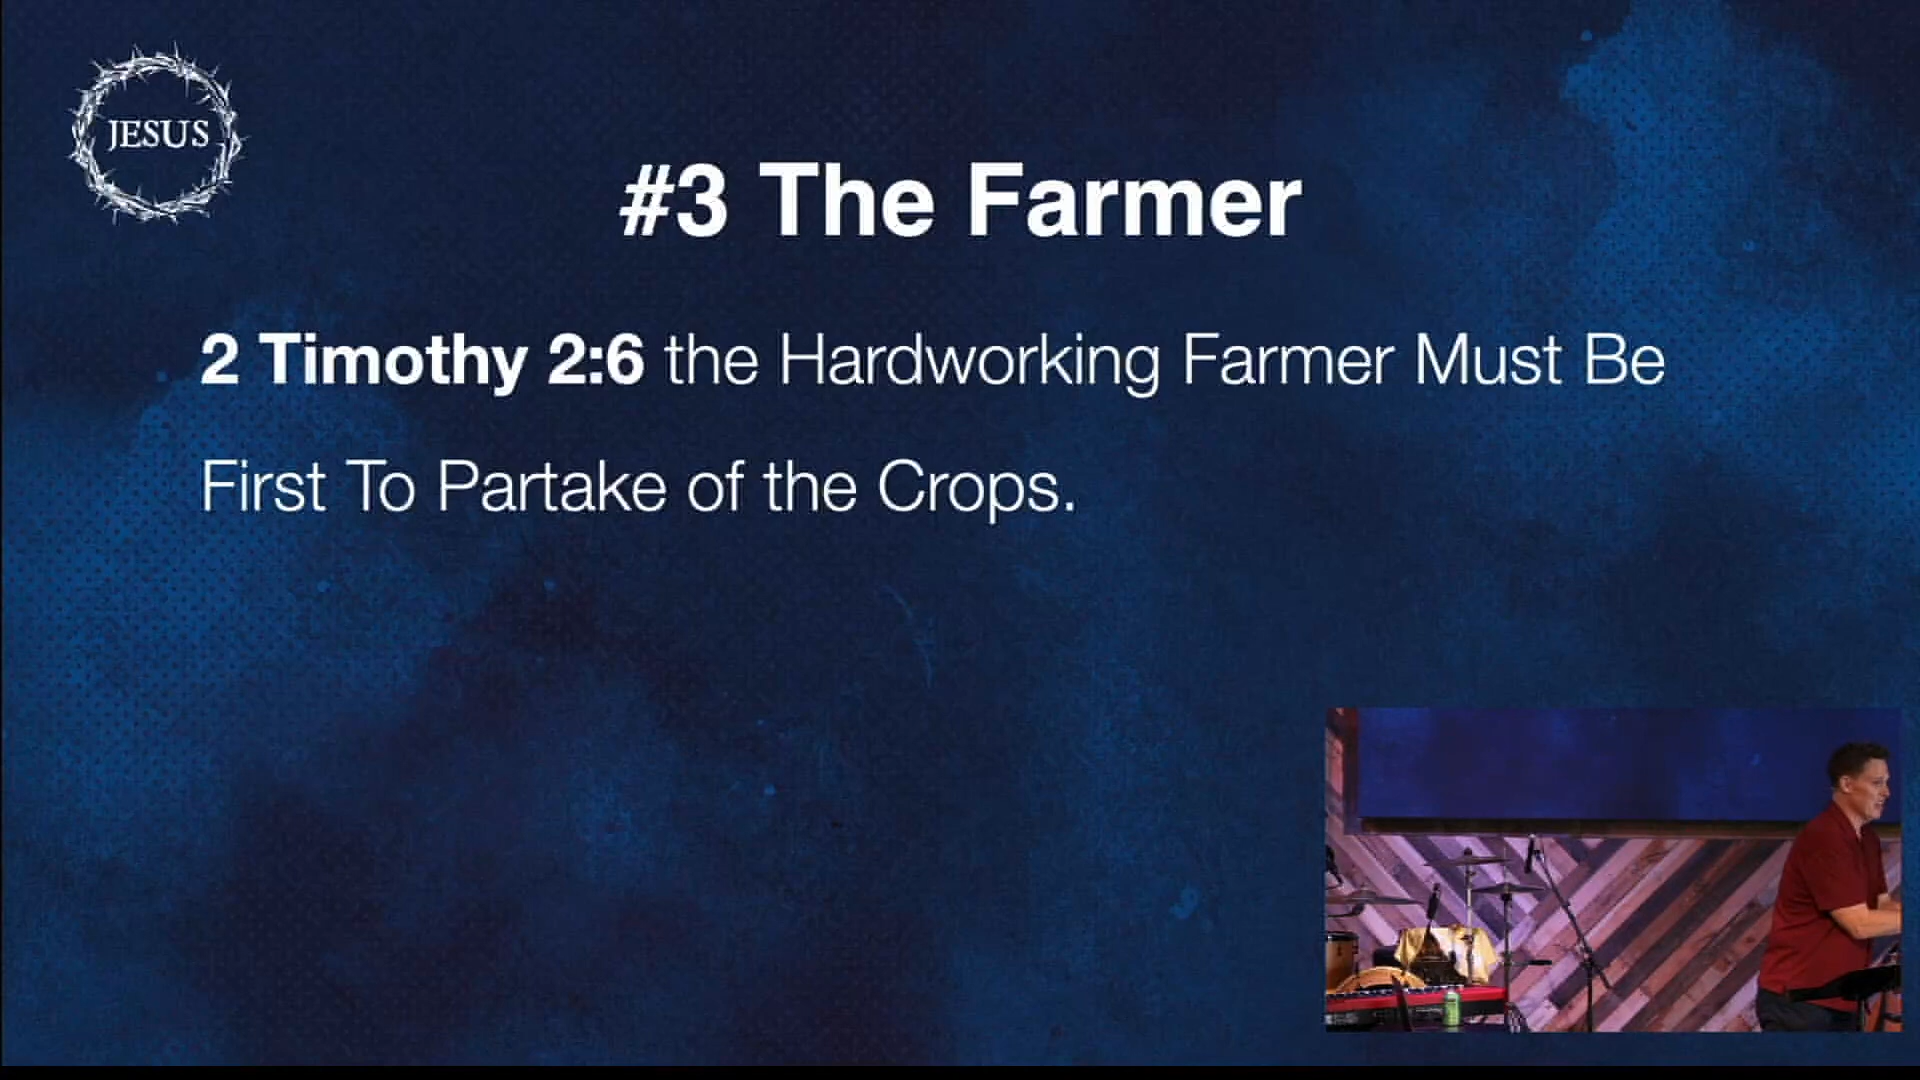 JESUS
#3 The Farmer
2 Timothy 2:6 the Hardworking Farmer Must Be
First To Partake of the Crops.